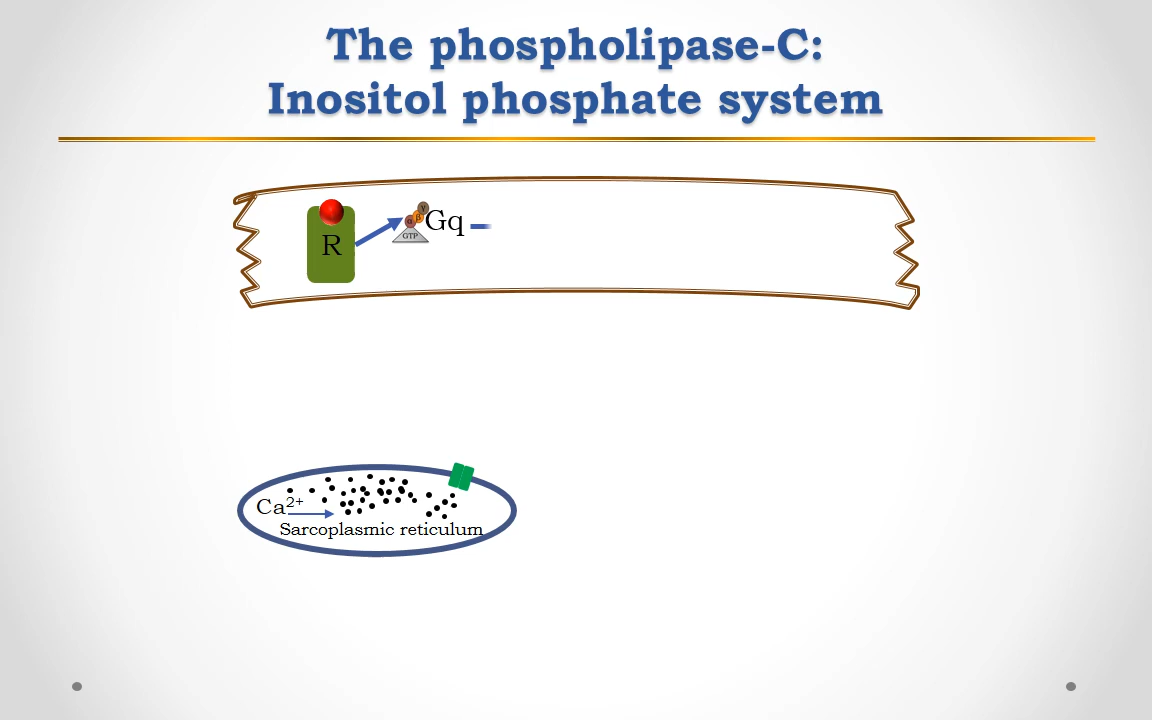 The phospholipase-C:
Inositol phosphate system
R
γ
β
α
GTP
Gq
Ca²⁺
Sarcoplasmic reticulum